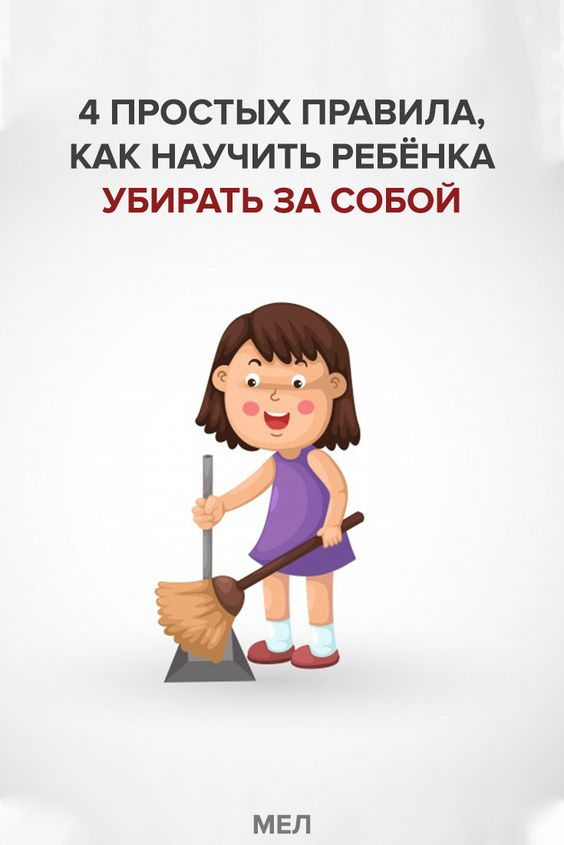 4 ПРОСТЫХ ПРАВИЛА,
КАК НАУЧИТЬ РЕБЁНКА
УБИРАТЬ ЗА СОБОЙ
МЕЛ